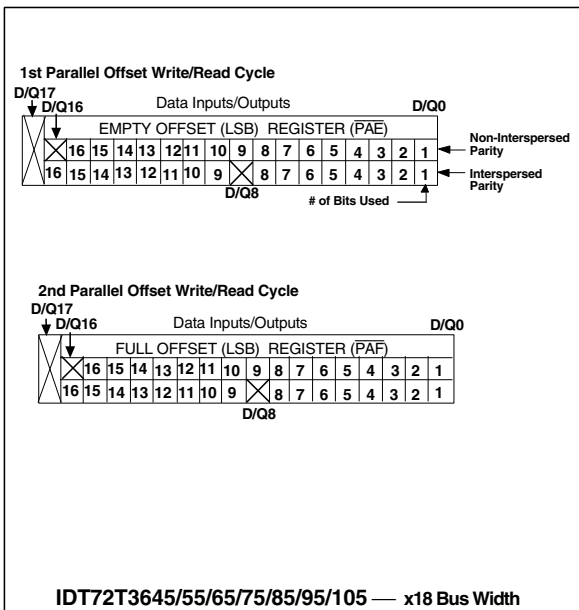 1st Parallel Offset Write/Read Cycle
D/Q17
D/Q16 Data Inputs/Outputs D/Q0
EMPTY OFFSET (LSB) REGISTER (PAE)
16 15 14 13 12 11 10 9 8 7 6 5 4 3 2 1 Non-Interspersed Parity
16 15 14 13 12 11 10 9 8 7 6 5 4 3 2 1 Interspersed Parity
D/Q8
# of Bits Used
2nd Parallel Offset Write/Read Cycle
D/Q17
D/Q16 Data Inputs/Outputs D/Q0
FULL OFFSET (LSB) REGISTER (PAF)
16 15 14 13 12 11 10 9 8 7 6 5 4 3 2 1
16 15 14 13 12 11 10 9 8 7 6 5 4 3 2 1
D/Q8
IDT72T3645/55/65/75/85/95/105 — x18 Bus Width